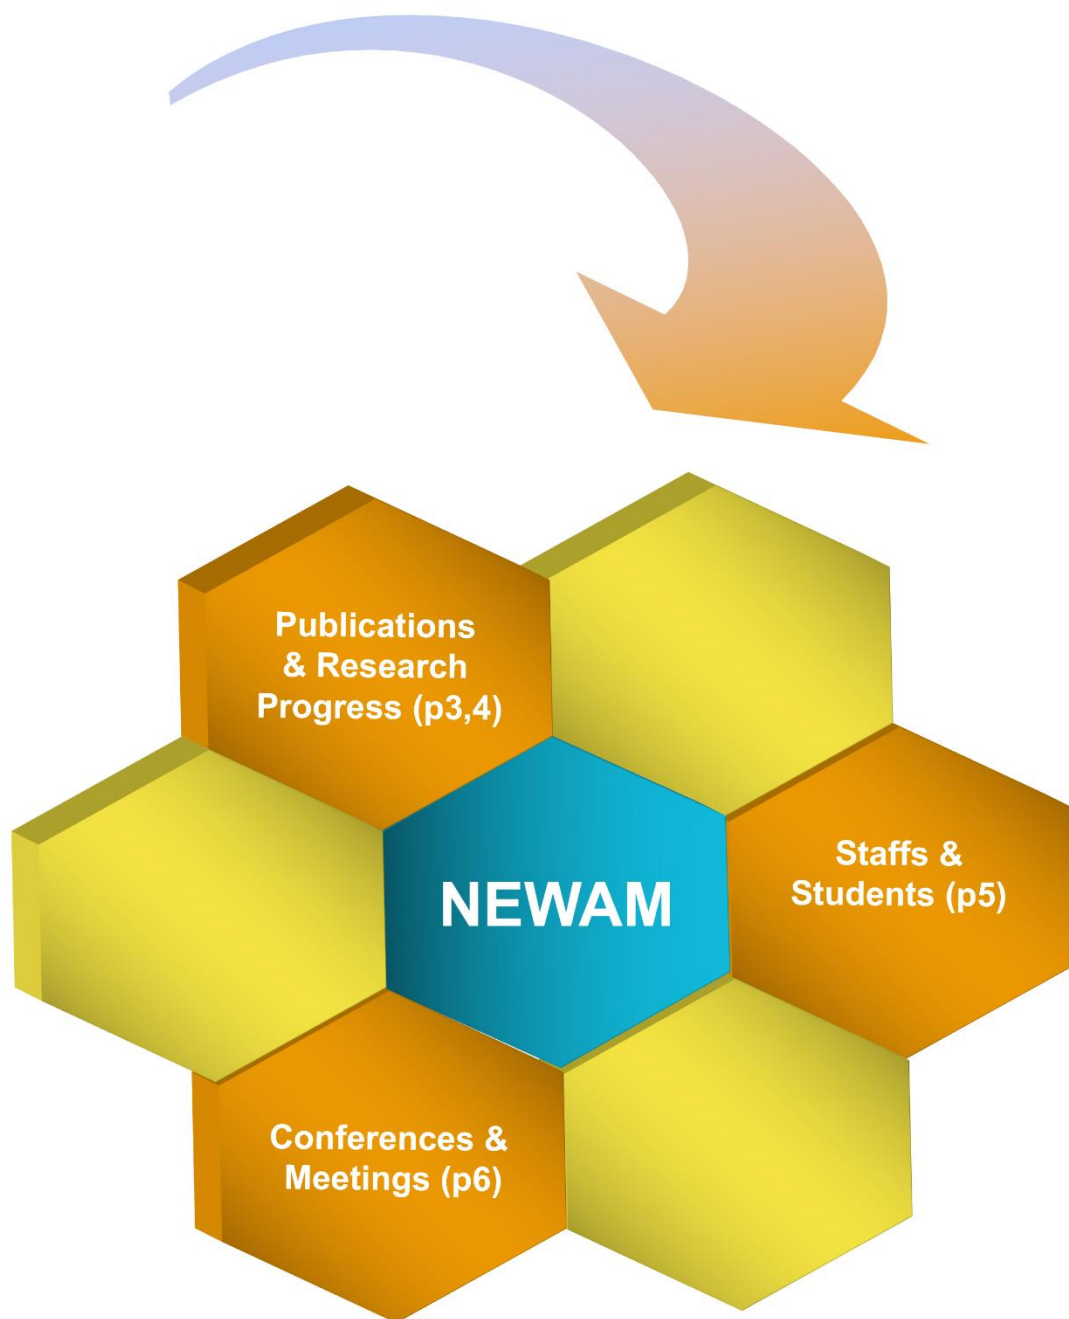 Publications
& Research
Progress (p3,4)
NEWAM
Staffs &
Students (p5)
Conferences &
Meetings (p6)